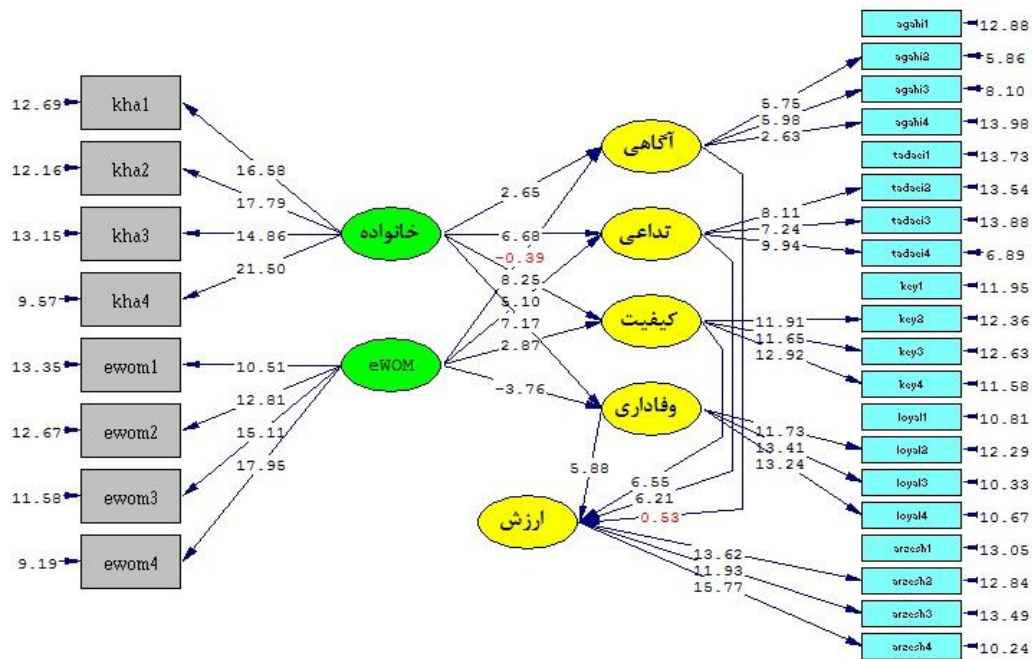 12.69
kha1
12.16
kha2
13.15
kha3
9.57
kha4
13.35
ewom1
12.67
ewom2
11.58
ewom3
9.19
ewom4
16.58
17.79
14.86
21.50
10.51
12.81
15.11
17.95
خانواده
eWOM
2.65
6.68
-0.39
8.25
5.10
7.17
2.87
-3.76
آگاهی
تداعی
کیفیت
وفاداری
ارزش
5.88
6.55
6.21
0.53
5.75
5.98
2.63
8.11
7.24
9.94
11.91
11.65
12.92
11.73
13.41
13.24
13.62
11.93
15.77
agahi1
12.88
agahi2
5.86
agahi3
8.10
agahi4
13.98
tadaei1
13.73
tadaei2
13.54
tadaei3
13.88
tadaei4
6.89
key1
11.95
key2
12.36
key3
12.63
key4
11.58
loyal1
10.81
loyal2
12.29
loyal3
10.33
loyal4
10.67
arzesh1
13.05
arzesh2
12.84
arzesh3
13.49
arzesh4
10.24